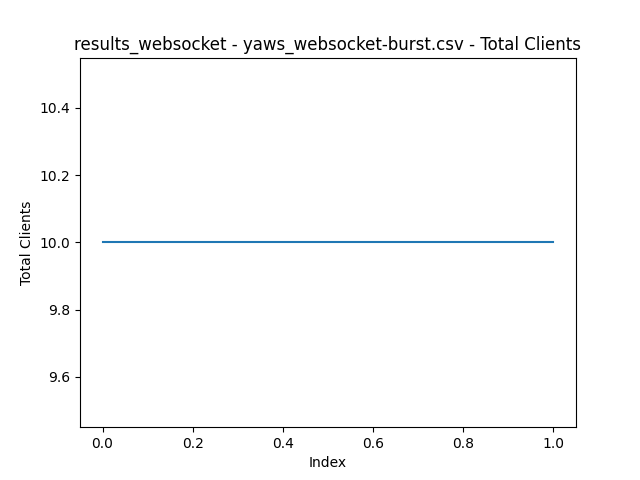 results_websocket - yaws_websocket-burst.csv - Total Clients
10.4
10.2
10.0
9.8
9.6
Total Clients
0.0 0.2 0.4 0.6 0.8 1.0
Index